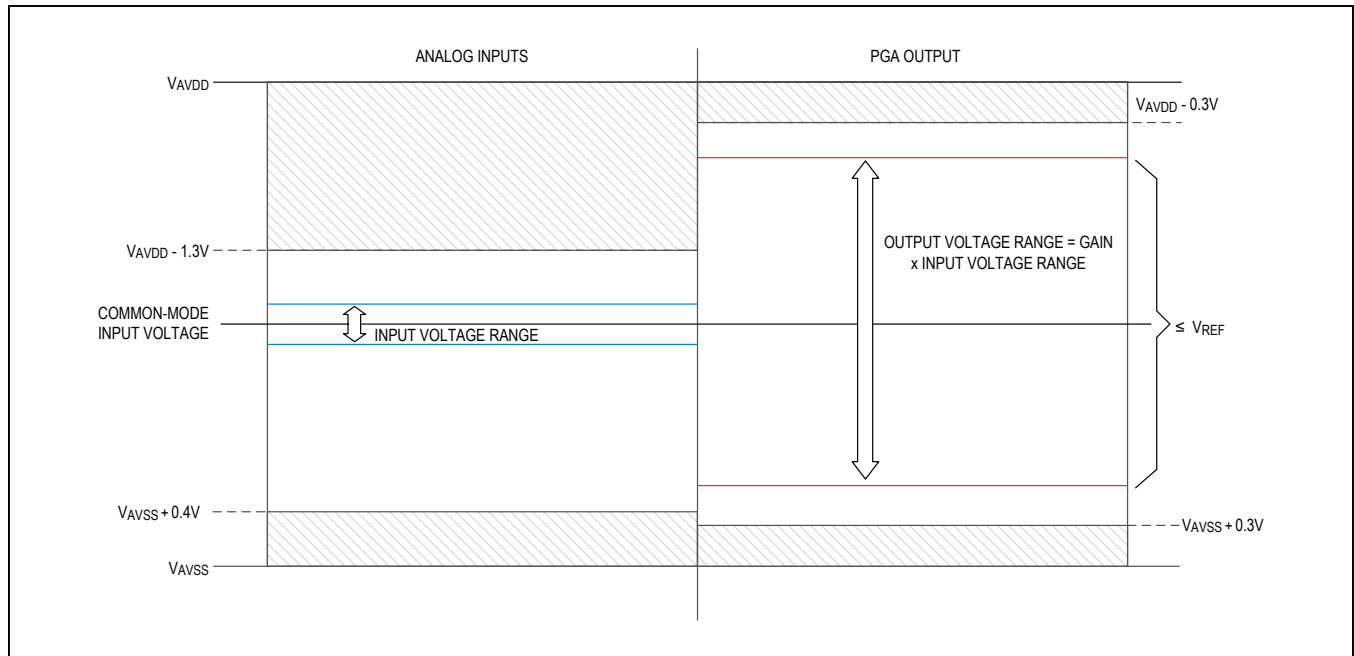 ANALOG INPUTS
PGA OUTPUT
VAVDD
VAVDD - 0.3V
VAVDD - 1.3V
OUTPUT VOLTAGE RANGE = GAIN
x INPUT VOLTAGE RANGE
COMMON-MODE
INPUT VOLTAGE
INPUT VOLTAGE RANGE
≤ VREF
VAVSS + 0.4V
VAVSS + 0.3V
VAVSS